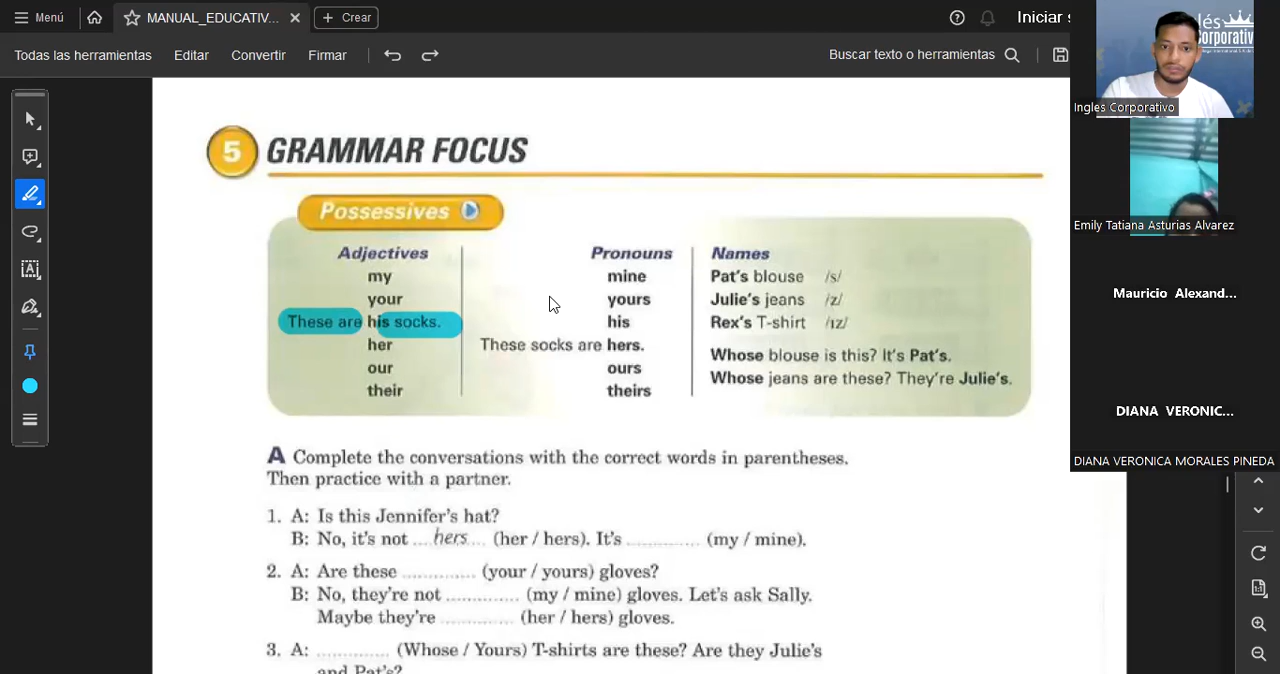 Menú
MANUAL_EDUCATIV...
Crear
Iniciar s
Todas las herramientas
Editar
Convertir
Firmar
Buscar texto o herramientas
5 GRAMMAR FOCUS
Possessives
Adjectives Pronouns Names
my mine Pat's blouse /s/
your yours Julie's jeans /z/
These are his socks. his Rex's T-shirt /ɪz/
her These socks are hers.
our ours Whose blouse is this? It's Pat's.
their theirs Whose jeans are these? They're Julie's.
A Complete the conversations with the correct words in parentheses.
Then practice with a partner.
1. A: Is this Jennifer's hat?
B: No, it's not ....hers.... (her / hers). It's .............. (my / mine).
2. A: Are these .............. (your / yours) gloves?
B: No, they're not .............. (my / mine) gloves. Let's ask Sally.
Maybe they're .............. (her / hers) gloves.
3. A: .............. (Whose / Yours) T-shirts are these? Are they Julie's
and Pat's?
lés
Corporativ
Ingles Corporativo
Emily Tatiana Asturias Alvarez
Mauricio Alexand...
DIANA VERONIC...
DIANA VERONICA MORALES PINEDA